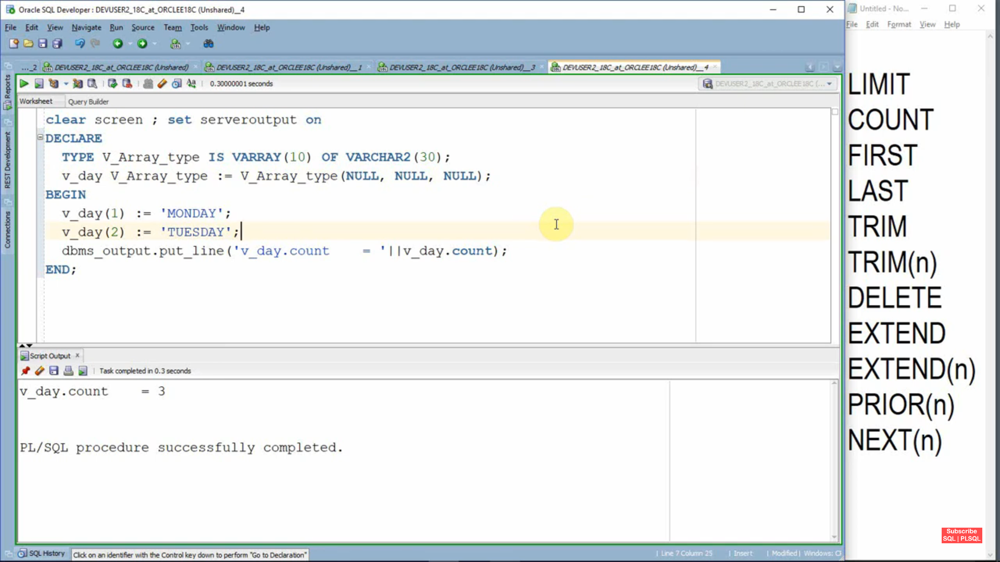 Oracle SQL Developer : DEVUSER2_18C_at_ORCLEE18C (Unshared)__4
File Edit View Navigate Run Source Team Tools Window Help
..._2 DEVUSER2_18C_at_ORCLEE18C (Unshared) DEVUSER2_18C_at_ORCLEE18C (Unshared)__1 DEVUSER2_18C_at_ORCLEE18C (Unshared)__3 DEVUSER2_18C_at_ORCLEE18C (Unshared)__4
0.30000001 seconds DEVUSER2_18C_at_ORCLEE18C (...
Reports
REST Development
Connections
Worksheet Query Builder
clear screen ; set serveroutput on
DECLARE
TYPE V_Array_type IS VARRAY(10) OF VARCHAR2(30);
v_day V_Array_type := V_Array_type(NULL, NULL, NULL);
BEGIN
v_day(1) := 'MONDAY';
v_day(2) := 'TUESDAY';
dbms_output.put_line('v_day.count    = '||v_day.count);
END;
Script Output x
Task completed in 0.3 seconds
v_day.count    = 3
PL/SQL procedure successfully completed.
SQL History Click on an identifier with the Control key down to perform "Go to Declaration"
Line 7 Column 25 Insert Modified Windows:
Untitled - No...
File Edit Format View Help
LIMIT
COUNT
FIRST
LAST
TRIM
TRIM(n)
DELETE
EXTEND
EXTEND(n)
PRIOR(n)
NEXT(n)
Subscribe
SQL | PLSQL